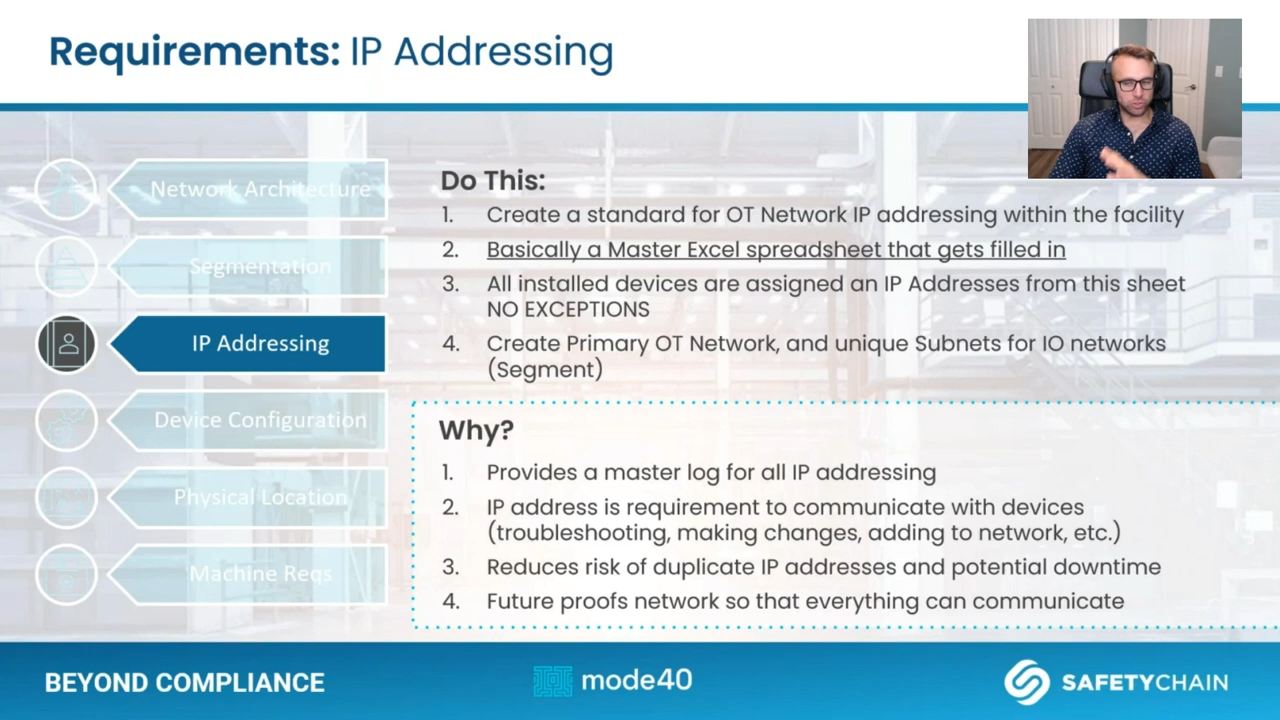 Requirements: IP Addressing
Network Architecture
Segmentation
IP Addressing
Device Configuration
Physical Location
Machine Reqs
Do This:
1. Create a standard for OT Network IP addressing within the facility
2. Basically a Master Excel spreadsheet that gets filled in
3. All installed devices are assigned an IP Addresses from this sheet
NO EXCEPTIONS
4. Create Primary OT Network, and unique Subnets for IO networks
(Segment)
Why?
1. Provides a master log for all IP addressing
2. IP address is requirement to communicate with devices
(troubleshooting, making changes, adding to network, etc.)
3. Reduces risk of duplicate IP addresses and potential downtime
4. Future proofs network so that everything can communicate
BEYOND COMPLIANCE
mode40
SAFETYCHAIN